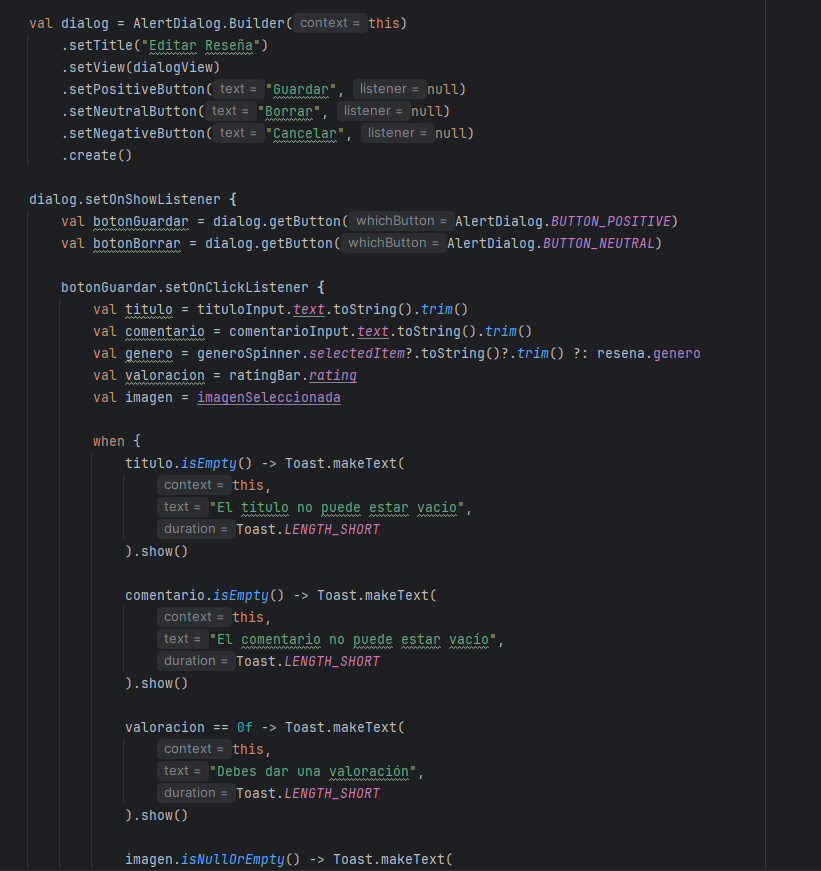 val dialog = AlertDialog.Builder( context = this)
    .setTitle("Editar Reseña")
    .setView(dialogView)
    .setPositiveButton( text = "Guardar", listener = null)
    .setNeutralButton( text = "Borrar", listener = null)
    .setNegativeButton( text = "Cancelar", listener = null)
    .create()
dialog.setOnShowListener {
    val botonGuardar = dialog.getButton( whichButton = AlertDialog.BUTTON_POSITIVE)
    val botonBorrar = dialog.getButton( whichButton = AlertDialog.BUTTON_NEUTRAL)
    botonGuardar.setOnClickListener {
        val titulo = tituloInput.text.toString().trim()
        val comentario = comentarioInput.text.toString().trim()
        val genero = generoSpinner.selectedItem?.toString()?.trim() ?: resena.genero
        val valoracion = ratingBar.rating
        val imagen = imagenSeleccionada
        when {
            titulo.isEmpty() -> Toast.makeText(
                context = this,
                text = "El titulo no puede estar vacio",
                duration = Toast.LENGTH_SHORT
            ).show()
            comentario.isEmpty() -> Toast.makeText(
                context = this,
                text = "El comentario no puede estar vacio",
                duration = Toast.LENGTH_SHORT
            ).show()
            valoracion == 0f -> Toast.makeText(
                context = this,
                text = "Debes dar una valoración",
                duration = Toast.LENGTH_SHORT
            ).show()
            imagen.isNullOrEmpty() -> Toast.makeText(